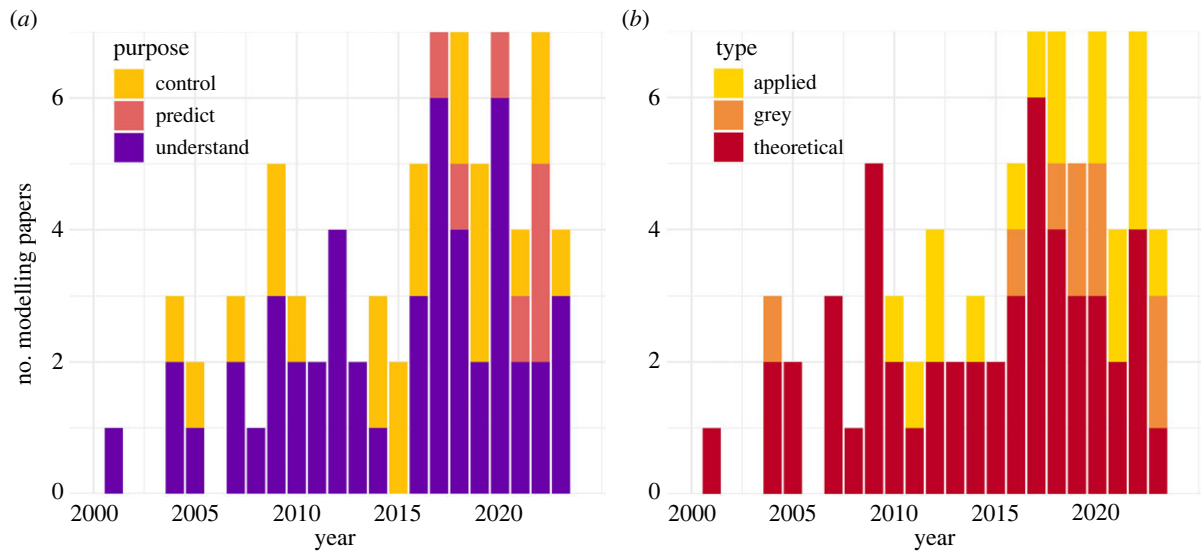 (a)
purpose
control
predict
understand
no. modelling papers
6
4
2
0
2000 2005 2010 2015 2020
year
(b)
type
applied
grey
theoretical
6
4
2
0
2000 2005 2010 2015 2020
year